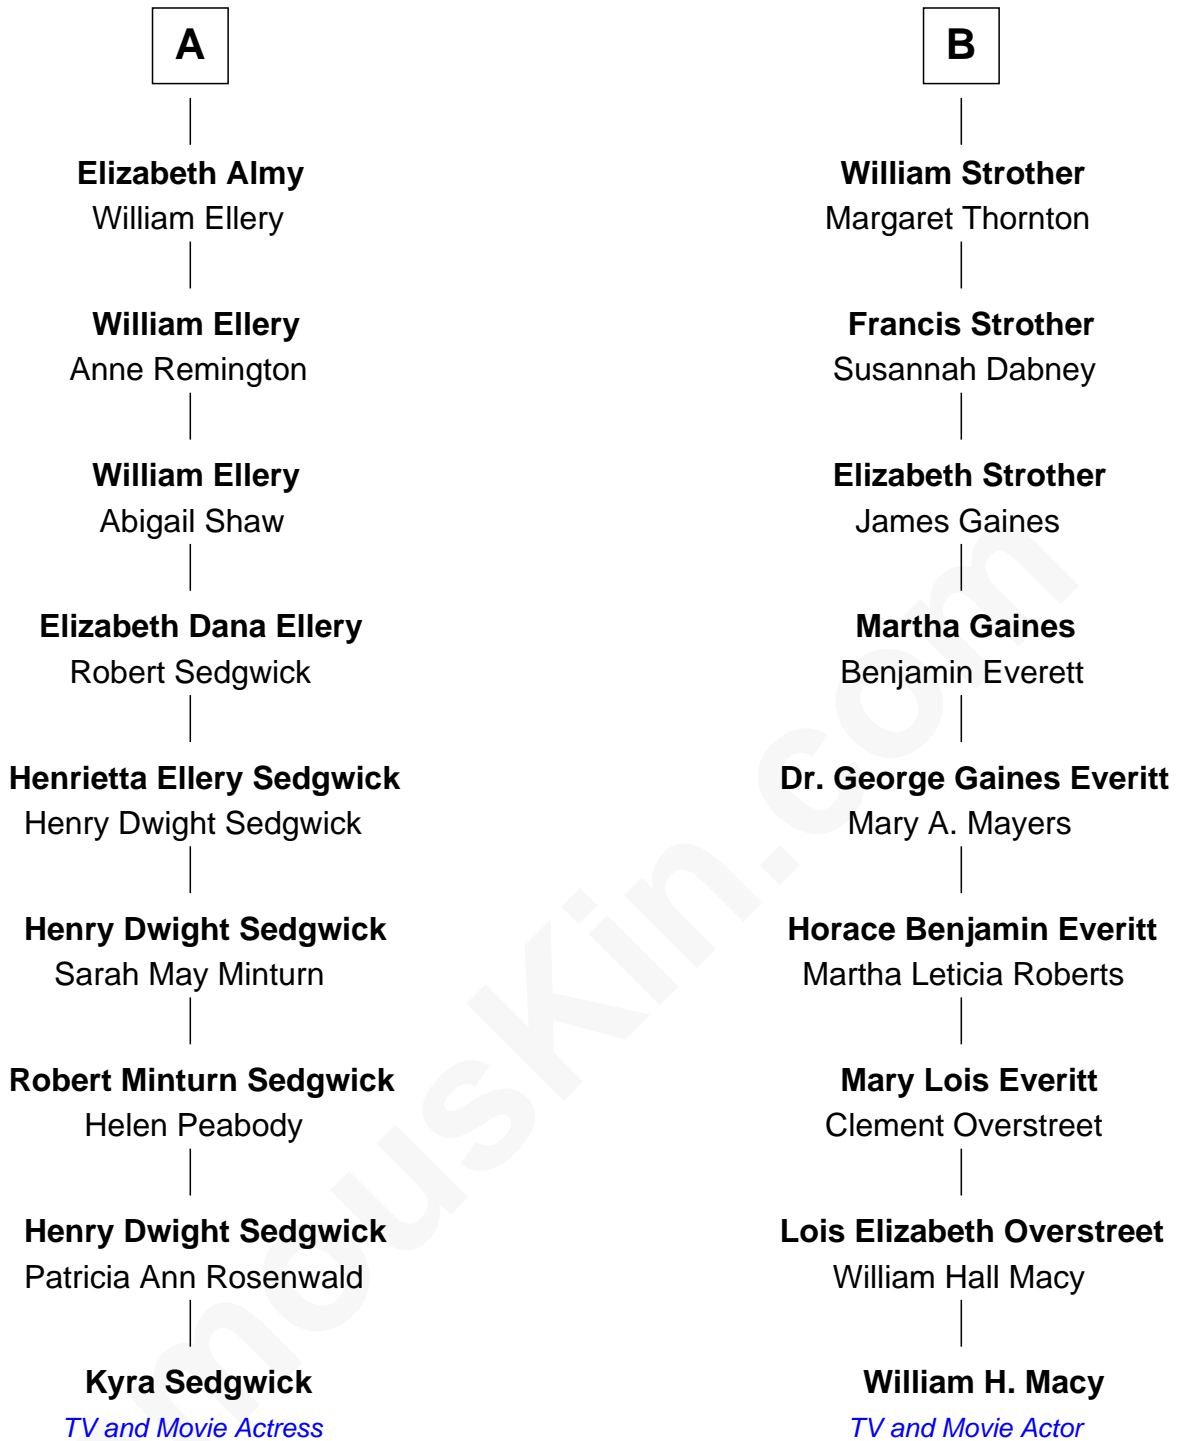 A
B
Elizabeth Almy
William Ellery
William Strother
Margaret Thornton
William Ellery
Anne Remington
Francis Strother
Susannah Dabney
William Ellery
Abigail Shaw
Elizabeth Strother
James Gaines
Elizabeth Dana Ellery
Robert Sedgwick
Martha Gaines
Benjamin Everett
Henrietta Ellery Sedgwick
Henry Dwight Sedgwick
Dr. George Gaines Everitt
Mary A. Mayers
Henry Dwight Sedgwick
Sarah May Minturn
Horace Benjamin Everitt
Martha Leticia Roberts
Robert Minturn Sedgwick
Helen Peabody
Mary Lois Everitt
Clement Overstreet
Henry Dwight Sedgwick
Patricia Ann Rosenwald
Lois Elizabeth Overstreet
William Hall Macy
Kyra Sedgwick
TV and Movie Actress
William H. Macy
TV and Movie Actor
mousKin.com